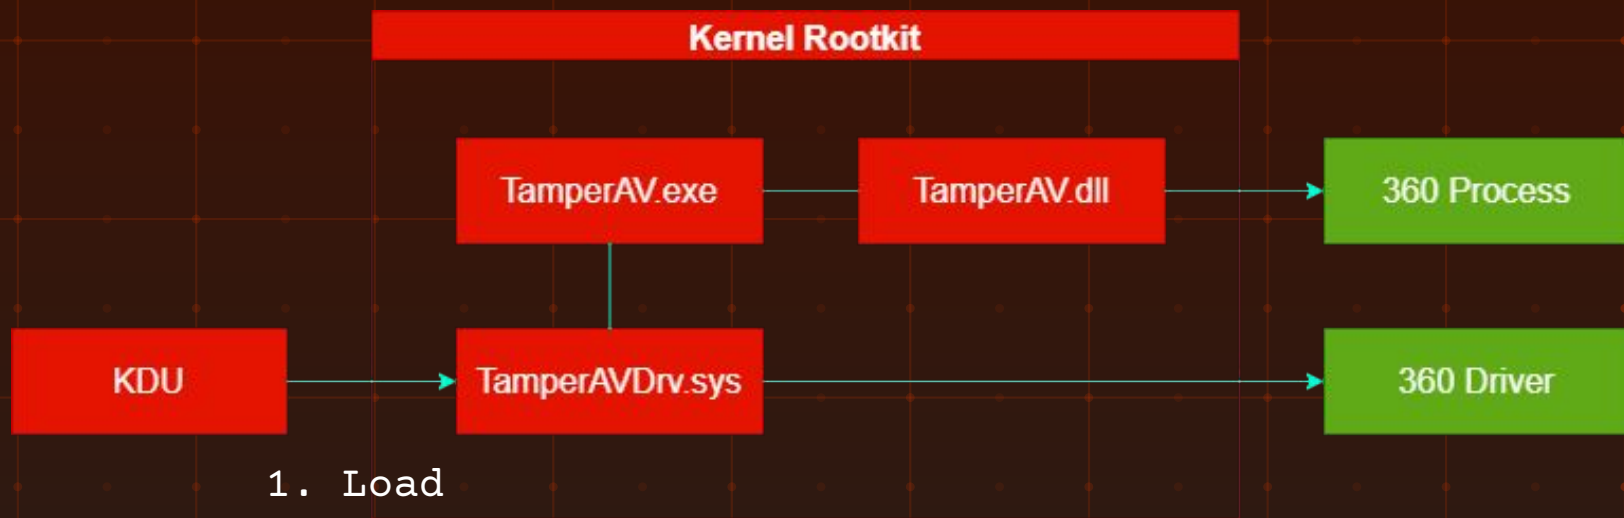 Kernel Rootkit
TamperAV.exe
TamperAV.dll
360 Process
KDU
TamperAVDrv.sys
360 Driver
1. Load